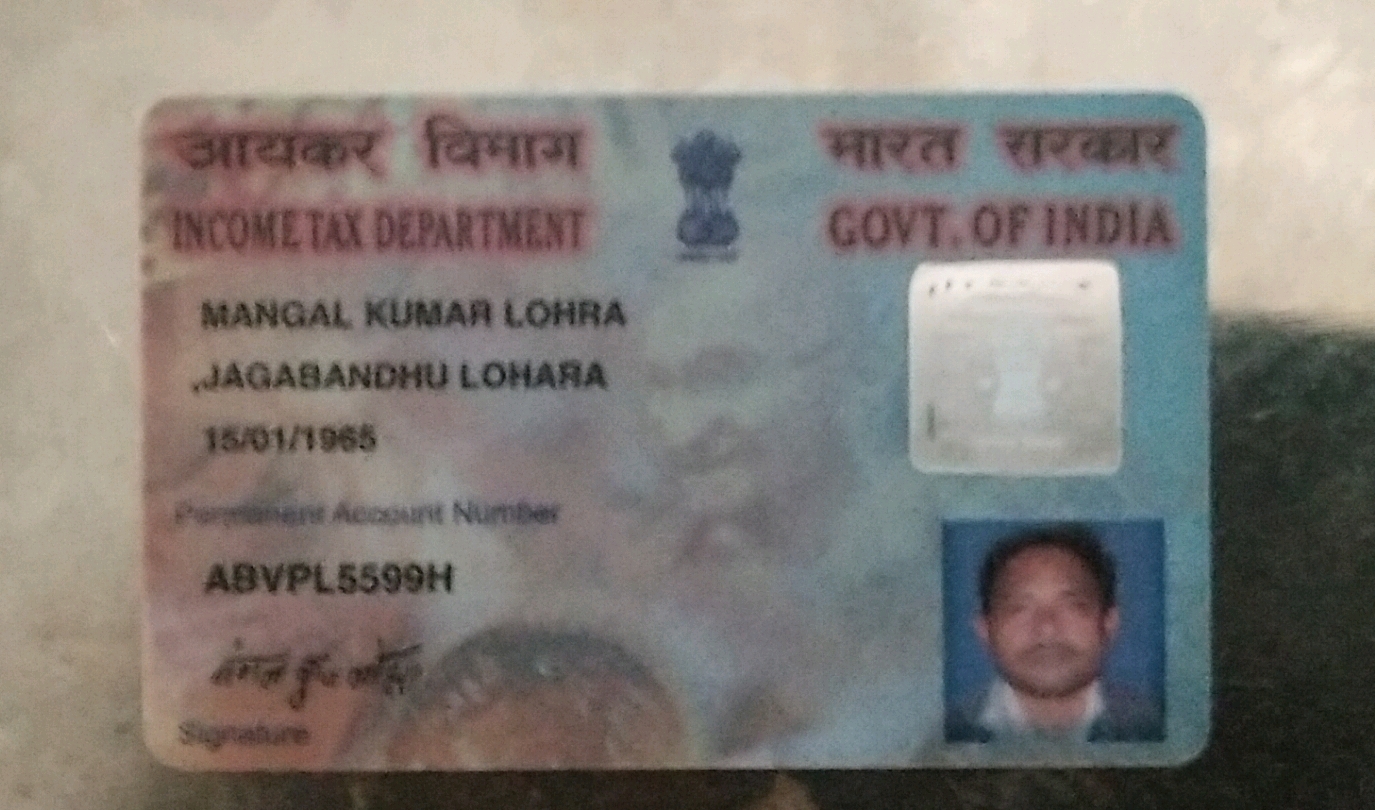 आयकर विभाग
भारत सरकार
INCOME TAX DEPARTMENT
GOVT. OF INDIA
MANGAL KUMAR LOHRA
JAGABANDHU LOHARA
15/01/1965
Permanent Account Number
ABVPL5599H
Signature